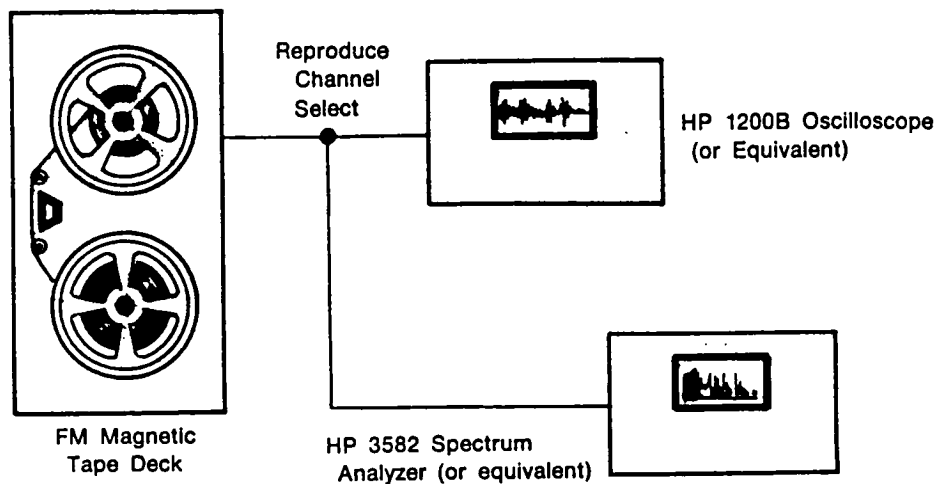 Reproduce
Channel
Select
HP 1200B Oscilloscope
(or Equivalent)
FM Magnetic
Tape Deck
HP 3582 Spectrum
Analyzer (or equivalent)